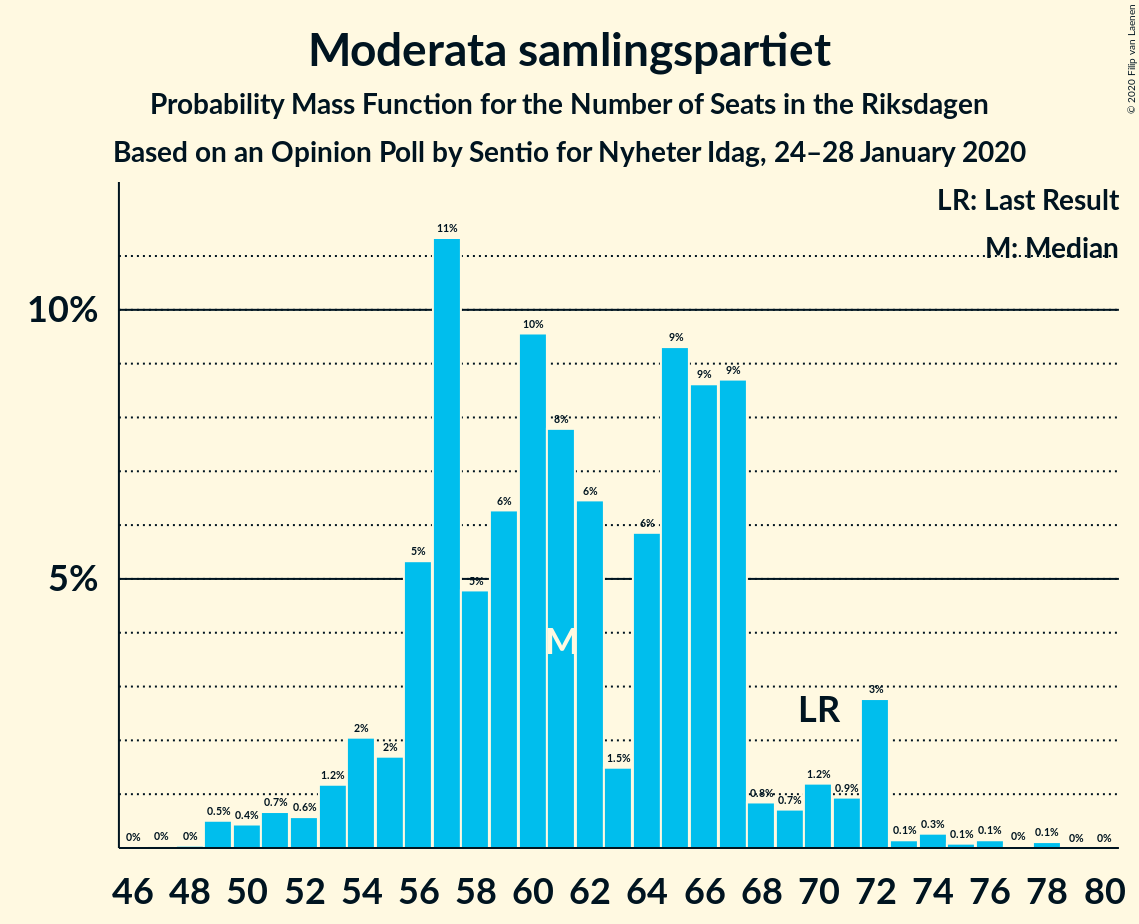 Moderata samlingspartiet
Probability Mass Function for the Number of Seats in the Riksdagen
Based on an Opinion Poll by Sentio for Nyheter Idag, 24–28 January 2020
© 2020 Filip van Laenen
LR: Last Result
M: Median
10%
5%
0% 0% 0% 0.5% 0.4% 0.7% 0.6% 1.2% 2% 2% 5% 11% 5% 6% 10% 8% 6% 1.5% 6% 9% 9% 9% 0.8% 0.7% 1.2% 0.9% 3% 0.1% 0.3% 0.1% 0.1% 0% 0.1% 0% 0%
M
LR
46 48 50 52 54 56 58 60 62 64 66 68 70 72 74 76 78 80